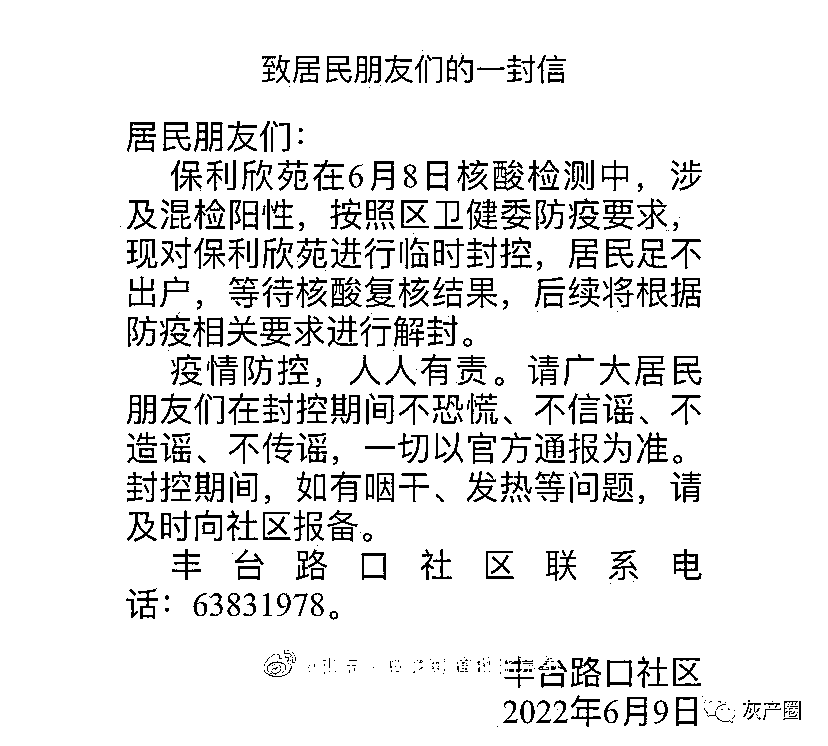 致居民朋友们的一封信
居民朋友们：
保利欣苑在6月8日核酸检测中，涉
及混检阳性，按照区卫健委防疫要求，
现对保利欣苑进行临时封控，居民足不
出户，等待核酸复核结果，后续将根据
防疫相关要求进行解封。
疫情防控，人人有责。请广大居民
朋友们在封控期间不恐慌、不信谣、不
造谣、不传谣，一切以官方通报为准。
封控期间，如有咽干、发热等问题，请
及时向社区报备。
丰台路口社区联系电
话：63831978。
丰台路口社区
2022年6月9日
灰产圈